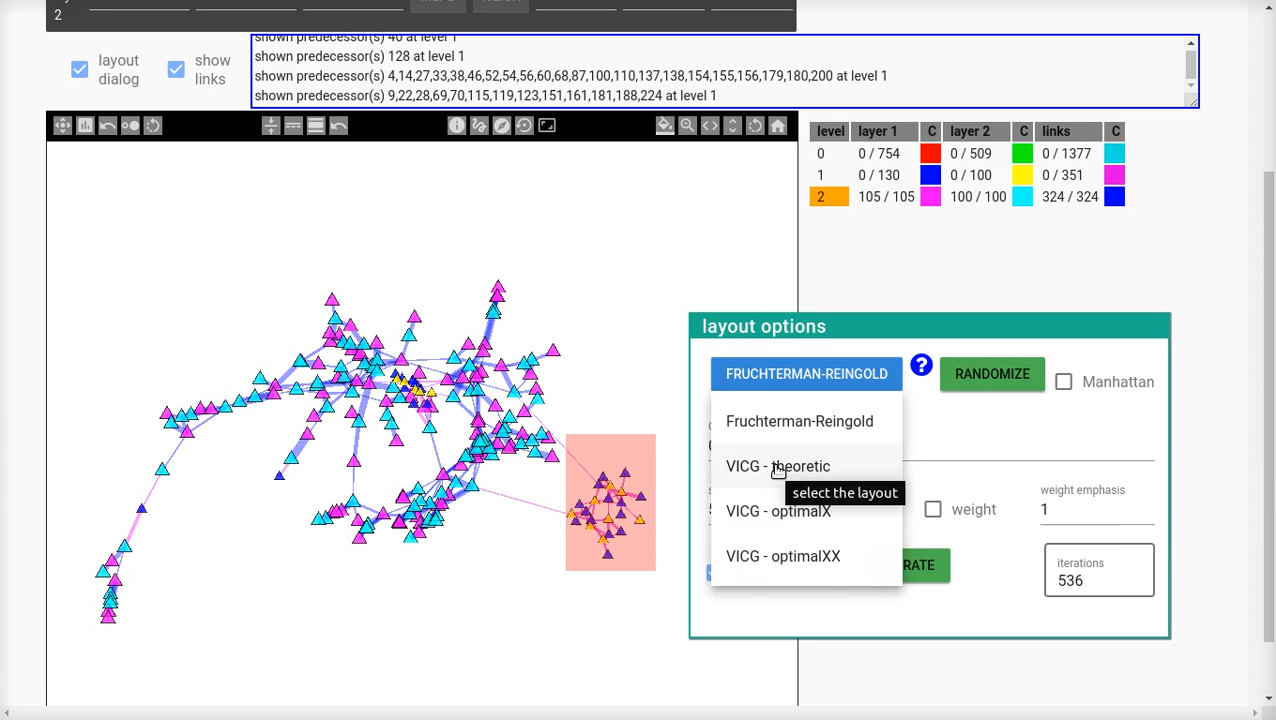 2
layout dialog
show links
shown predecessor(s) 40 at level 1
shown predecessor(s) 128 at level 1
shown predecessor(s) 4,14,27,33,38,46,52,54,56,60,68,87,100,110,137,138,154,155,156,179,180,200 at level 1
shown predecessor(s) 9,22,28,69,70,115,119,123,151,161,181,188,224 at level 1
level layer 1 C layer 2 C links C
0 0 / 754 0 / 509 0 / 1377
1 0 / 130 0 / 100 0 / 351
2 105 / 105 100 / 100 324 / 324
layout options
FRUCHTERMAN-REINGOLD ? RANDOMIZE Manhattan
Fruchterman-Reingold
VICG - theoretic
select the layout
VICG - optimalX
VICG - optimalXX
weight
weight emphasis
1
RATE
iterations
536